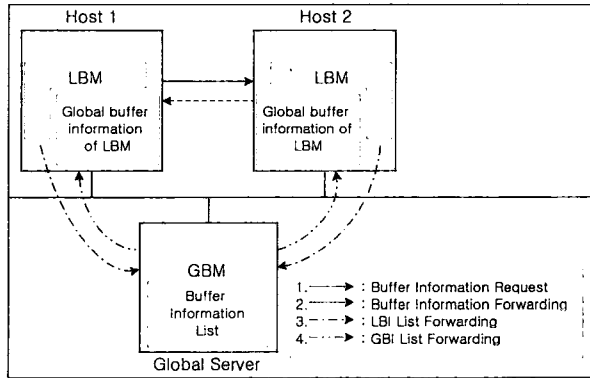 Host 1
Host 2
LBM
Global buffer
information
of LBM
LBM
Global buffer
information of
LBM
GBM
Buffer
Information
List
Global Server
1. : Buffer Information Request
2. : Buffer Information Forwarding
3. : LBI List Forwarding
4. : GBI List Forwarding